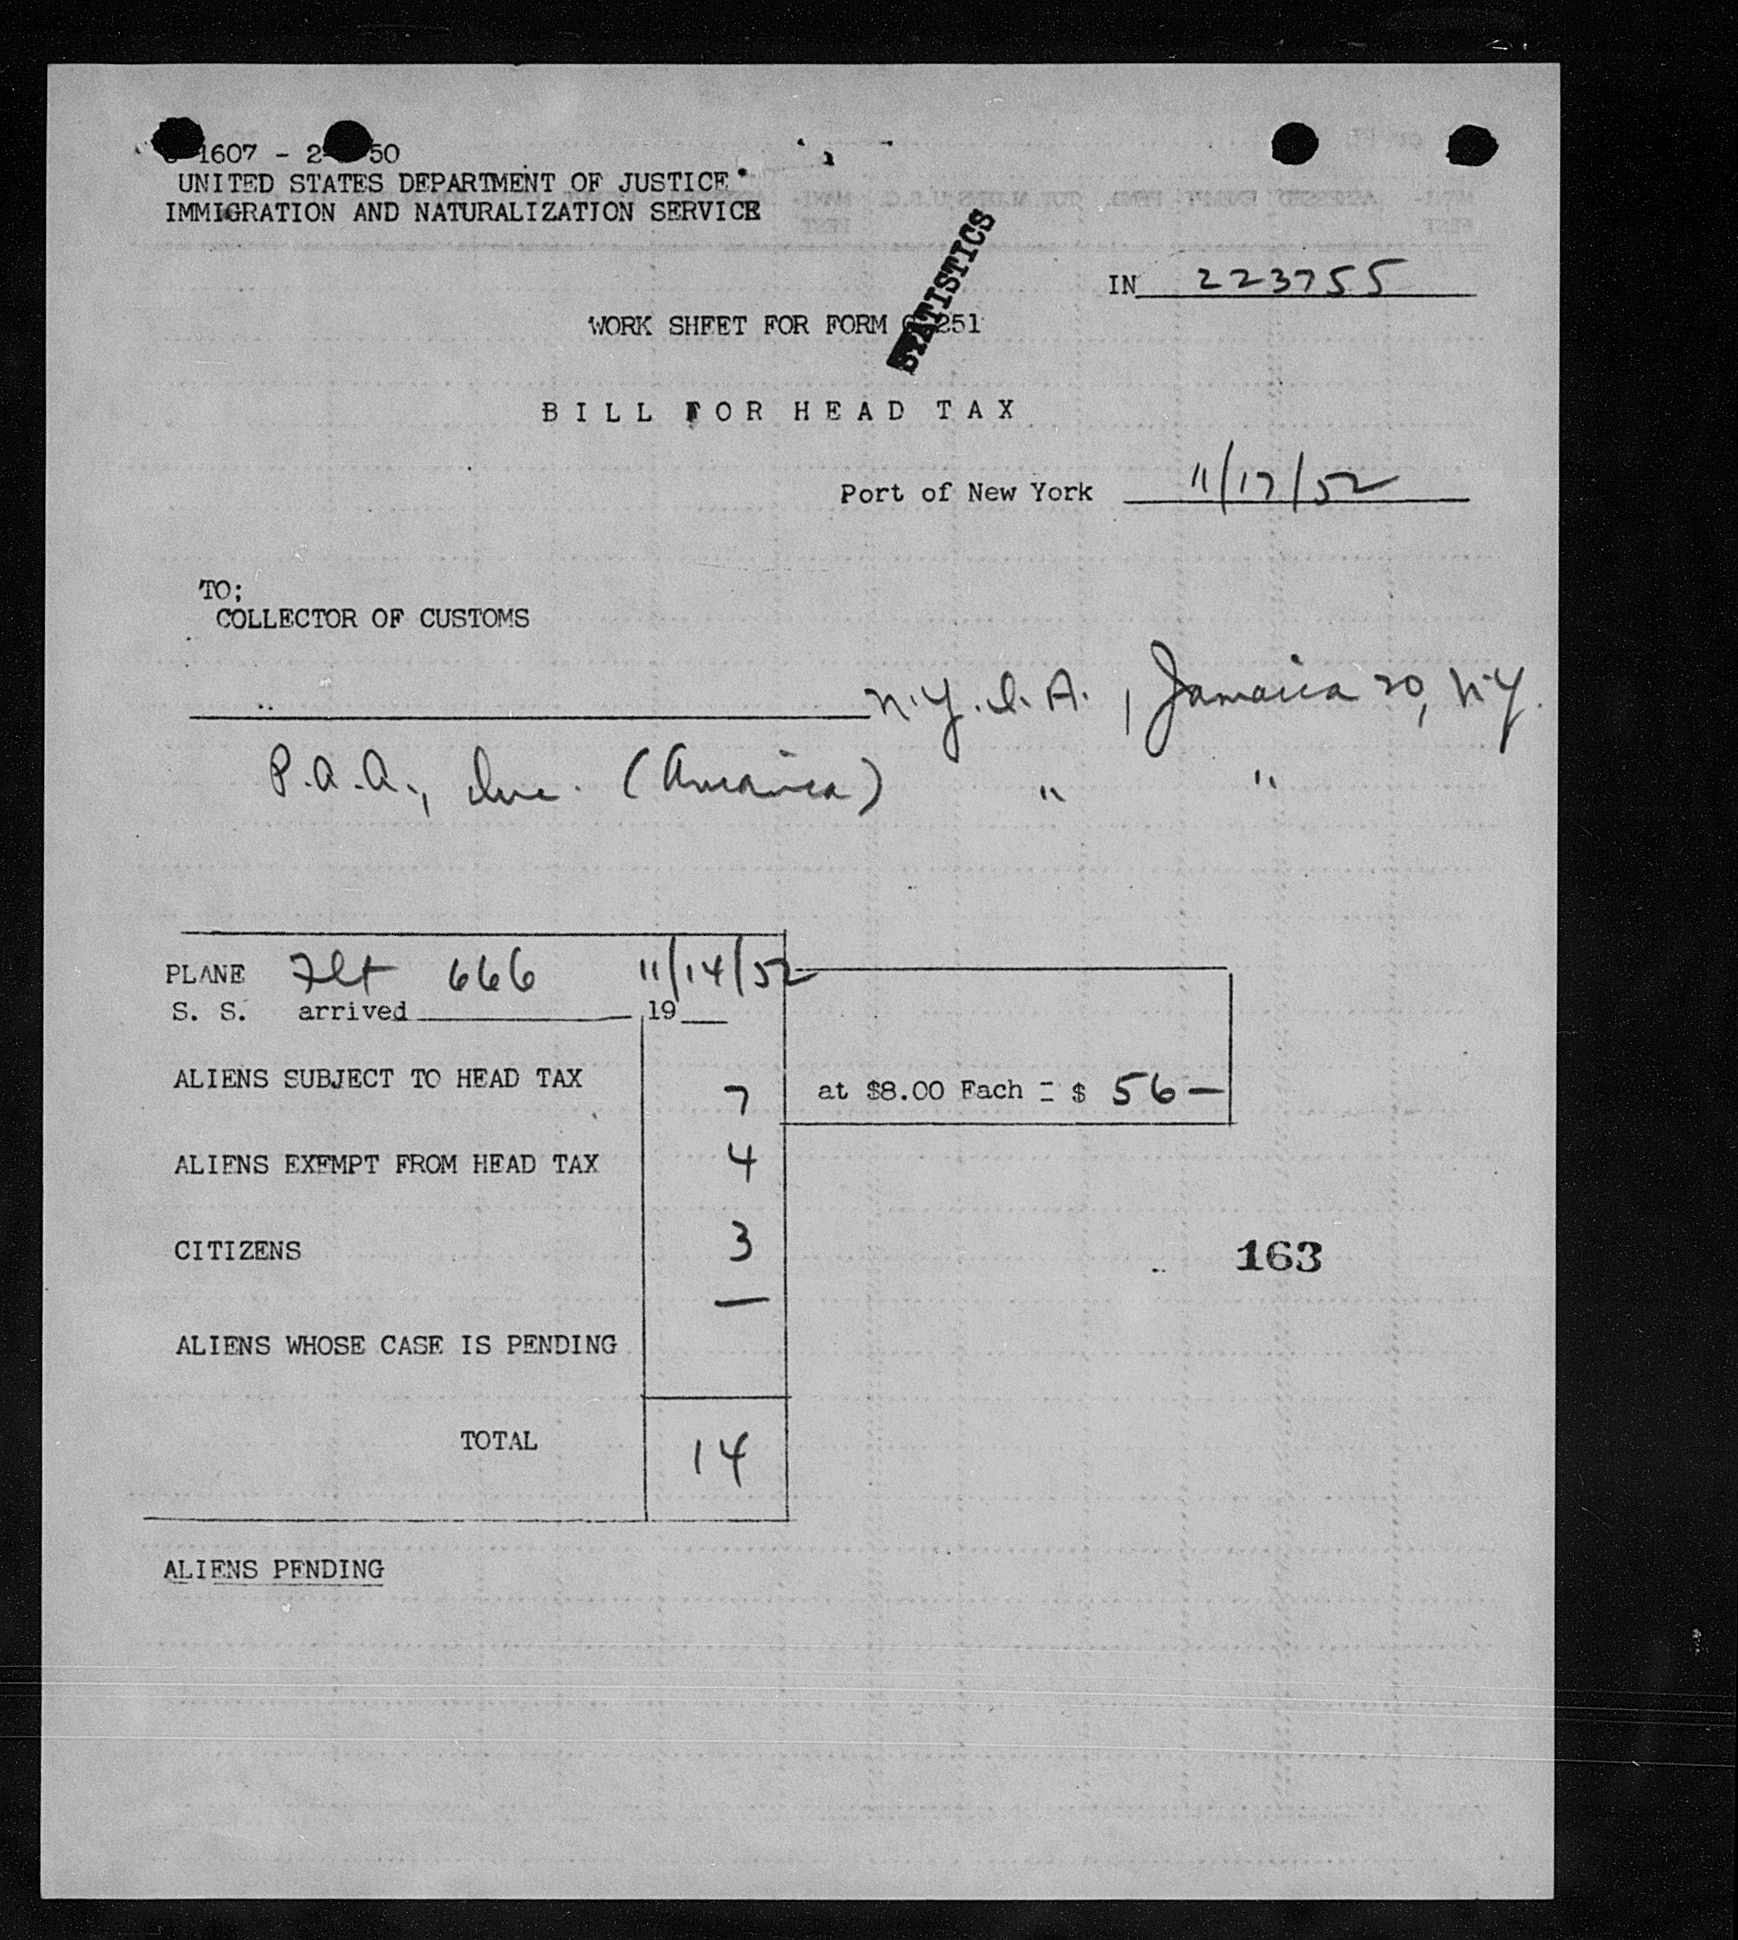 1607 - 2 50
UNITED STATES DEPARTMENT OF JUSTICE
IMMIGRATION AND NATURALIZATION SERVICE
STATISTICS
IN 223755
WORK SHEET FOR FORM 251
BILL FOR HEAD TAX
Port of New York 11/17/52
TO;
COLLECTOR OF CUSTOMS
N.Y.I.A., Jamaica 20, N.Y.
P.A.A., Inc. (America) " "
PLANE Flt 666 11/14/52
S. S. arrived 19
ALIENS SUBJECT TO HEAD TAX 7 at $8.00 Each = $ 56—
ALIENS EXEMPT FROM HEAD TAX 4
CITIZENS 3
163
ALIENS WHOSE CASE IS PENDING —
TOTAL 14
ALIENS PENDING